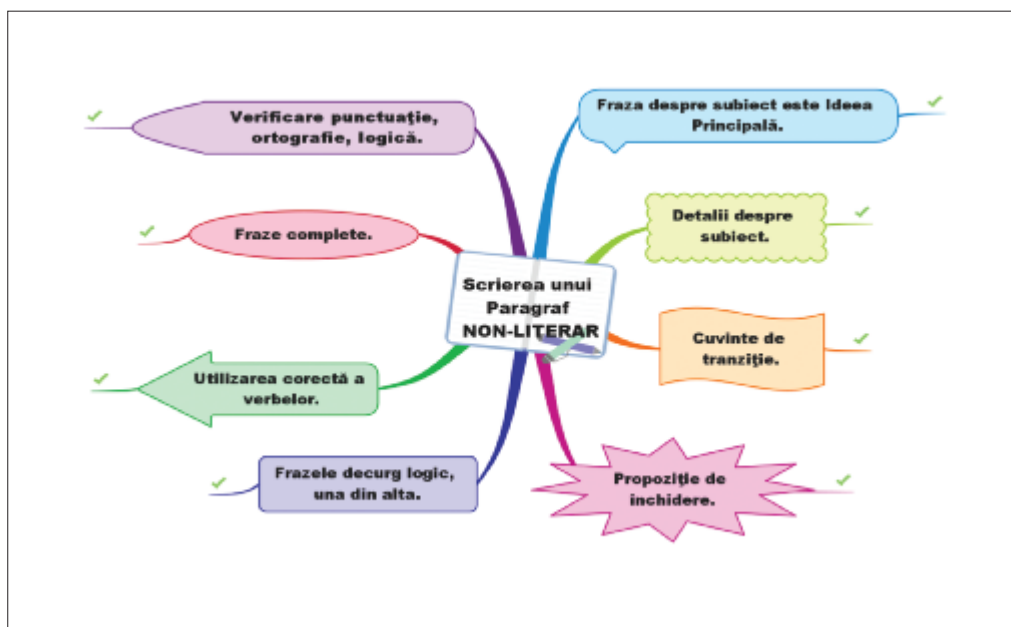 Scrierea unui
Paragraf
NON-LITERAR
Fraza despre subiect este Ideea
Principală.
Detalii despre
subiect.
Cuvinte de
tranziţie.
Propoziţie de
inchidere.
Frazele decurg logic,
una din alta.
Utilizarea corectă a
verbelor.
Fraze complete.
Verificare punctuaţie,
ortografie, logică.